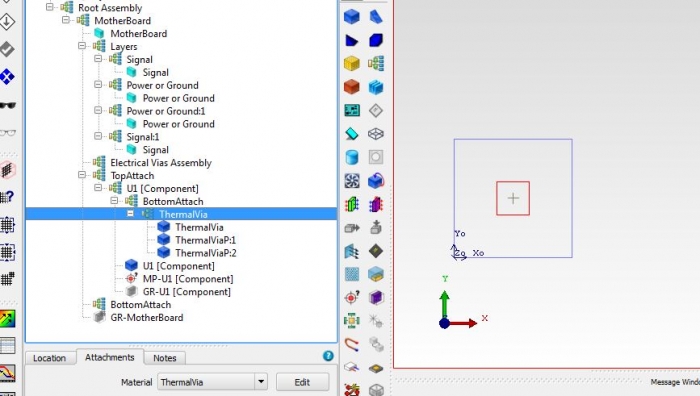 Root Assembly
MotherBoard
MotherBoard
Layers
Signal
Signal
Power or Ground
Power or Ground
Power or Ground:1
Power or Ground
Signal:1
Signal
Electrical Vias Assembly
TopAttach
U1 [Component]
BottomAttach
ThermalVia
ThermalVia
ThermalViaP:1
ThermalViaP:2
U1 [Component]
MP-U1 [Component]
GR-U1 [Component]
BottomAttach
GR-MotherBoard
Location Attachments Notes
Material ThermalVia Edit
Yo
Zo Xo
Y
X
Message Windo